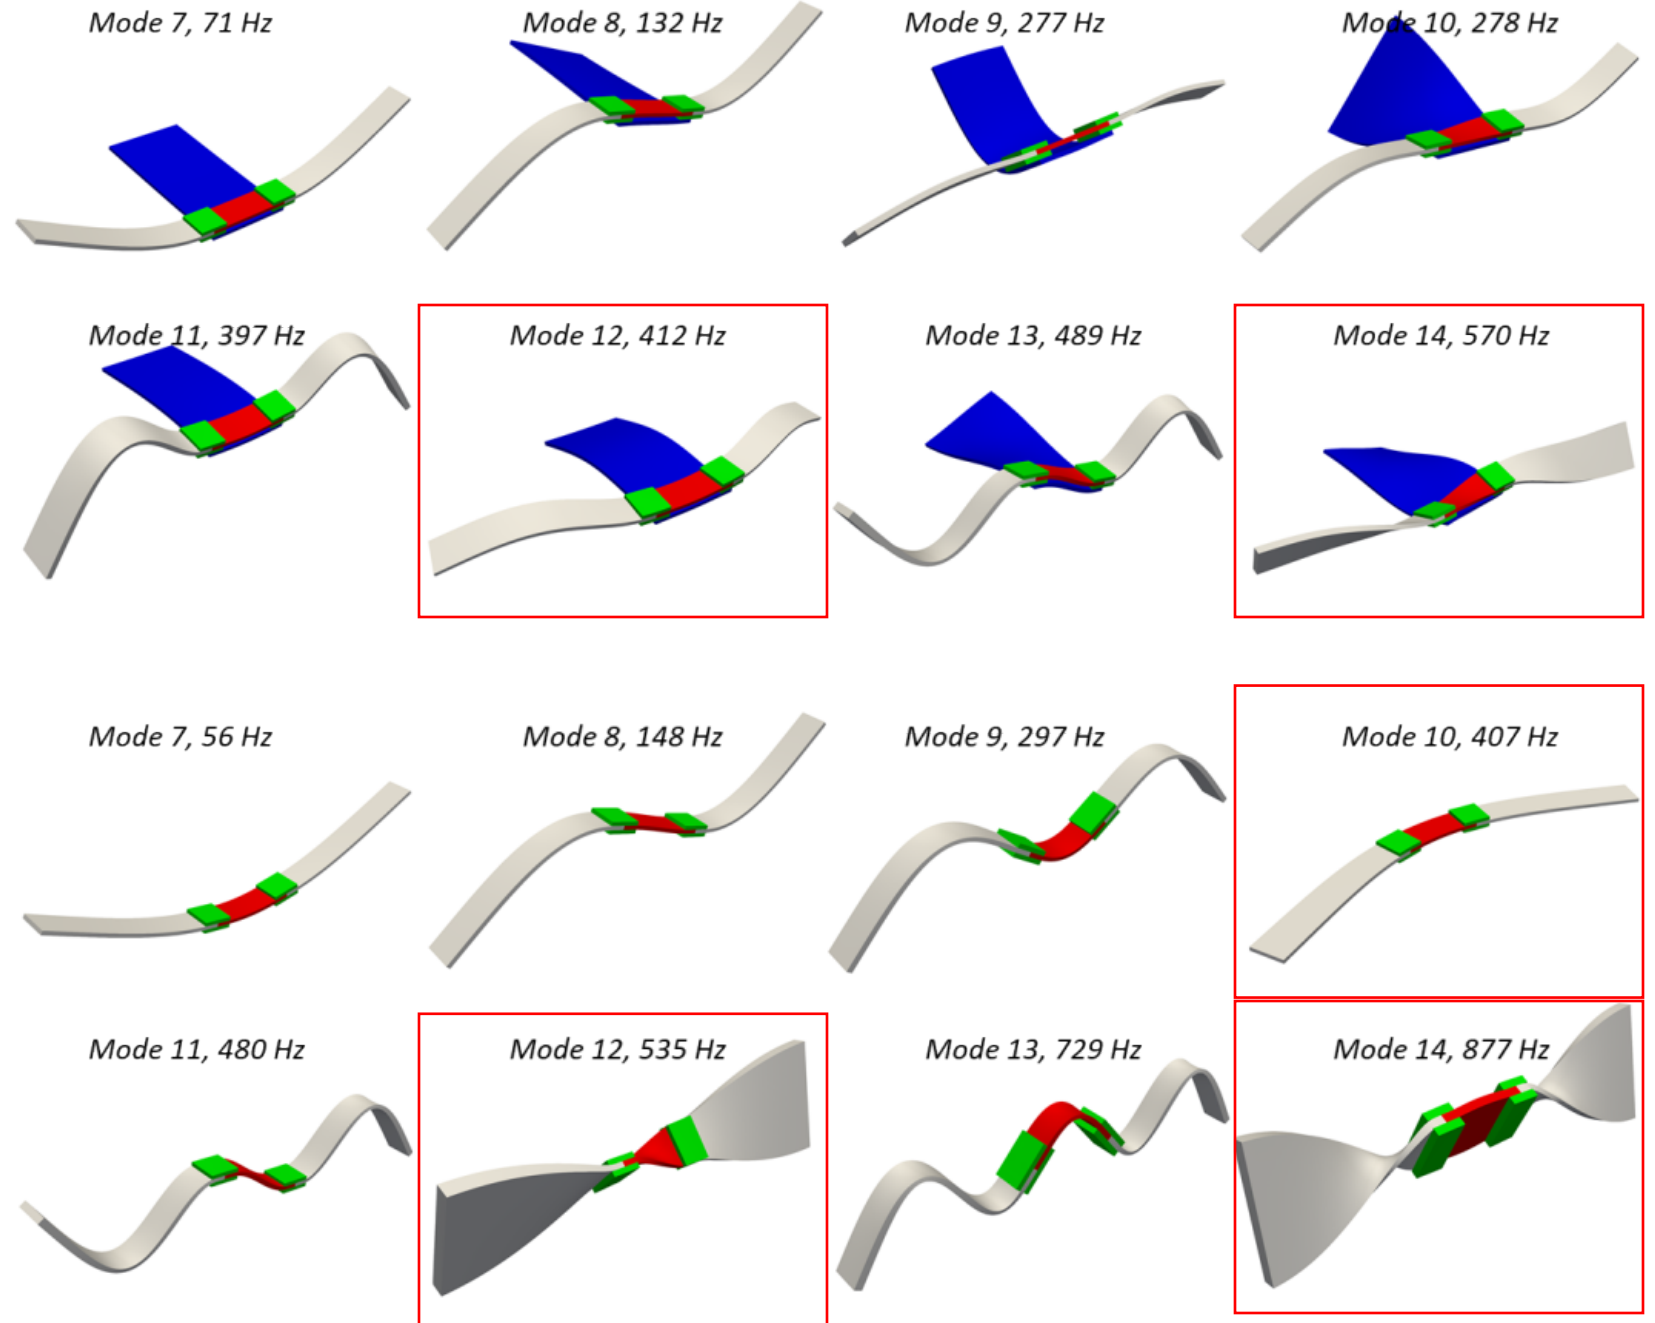 Mode 7, 71 Hz
Mode 8, 132 Hz
Mode 9, 277 Hz
Mode 10, 278 Hz
Mode 11, 397 Hz
Mode 12, 412 Hz
Mode 13, 489 Hz
Mode 14, 570 Hz
Mode 7, 56 Hz
Mode 8, 148 Hz
Mode 9, 297 Hz
Mode 10, 407 Hz
Mode 11, 480 Hz
Mode 12, 535 Hz
Mode 13, 729 Hz
Mode 14, 877 Hz